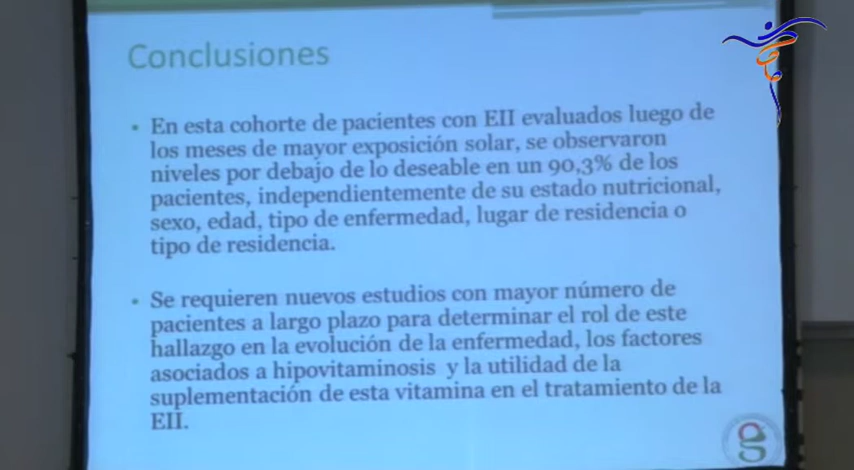 Conclusiones
• En esta cohorte de pacientes con EII evaluados luego de
los meses de mayor exposición solar, se observaron
niveles por debajo de lo deseable en un 90,3% de los
pacientes, independientemente de su estado nutricional,
sexo, edad, tipo de enfermedad, lugar de residencia o
tipo de residencia.
• Se requieren nuevos estudios con mayor número de
pacientes a largo plazo para determinar el rol de este
hallazgo en la evolución de la enfermedad, los factores
asociados a hipovitaminosis y la utilidad de la
suplementación de esta vitamina en el tratamiento de la
EII.